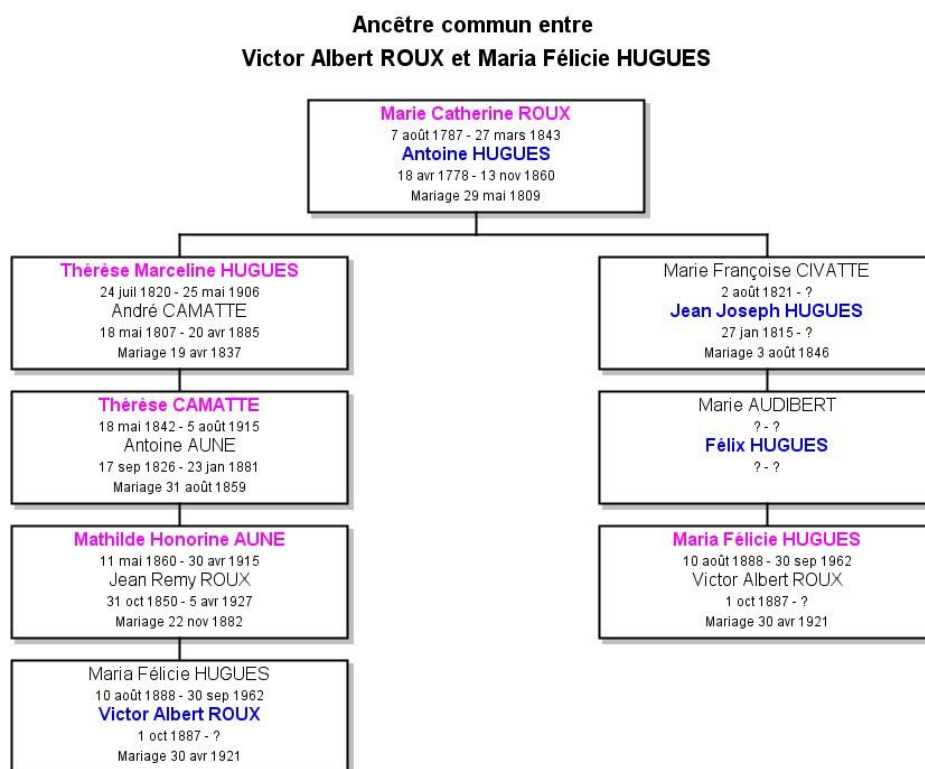 Ancêtre commun entre
Victor Albert ROUX et Maria Félicie HUGUES
Marie Catherine ROUX
7 août 1787 - 27 mars 1843
Antoine HUGUES
18 avr 1778 - 13 nov 1860
Mariage 29 mai 1809
Thérèse Marceline HUGUES
24 juil 1820 - 25 mai 1906
André CAMATTE
18 mai 1807 - 20 avr 1885
Mariage 19 avr 1837
Marie Françoise CIVATTE
2 août 1821 - ?
Jean Joseph HUGUES
27 jan 1815 - ?
Mariage 3 août 1846
Thérèse CAMATTE
18 mai 1842 - 5 août 1915
Antoine AUNE
17 sep 1826 - 23 jan 1881
Mariage 31 août 1859
Marie AUDIBERT
? - ?
Félix HUGUES
? - ?
Mathilde Honorine AUNE
11 mai 1860 - 30 avr 1915
Jean Remy ROUX
31 oct 1850 - 5 avr 1927
Mariage 22 nov 1882
Maria Félicie HUGUES
10 août 1888 - 30 sep 1962
Victor Albert ROUX
1 oct 1887 - ?
Mariage 30 avr 1921
Maria Félicie HUGUES
10 août 1888 - 30 sep 1962
Victor Albert ROUX
1 oct 1887 - ?
Mariage 30 avr 1921